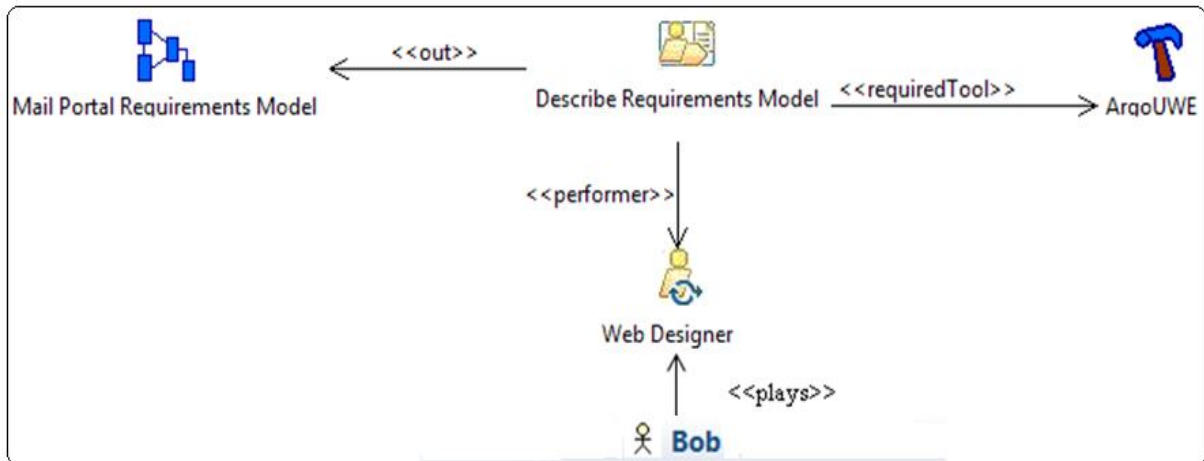 <<out>>
Mail Portal Requirements Model
Describe Requirements Model
<<requiredTool>>
ArgoUWE
<<performer>>
Web Designer
<<plays>>
Bob